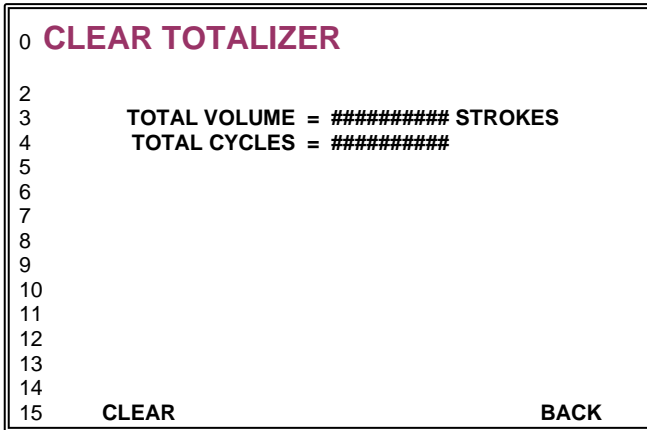 0 CLEAR TOTALIZER
2
3 TOTAL VOLUME = ########## STROKES
4 TOTAL CYCLES = ##########
5
6
7
8
9
10
11
12
13
14
15 CLEAR BACK